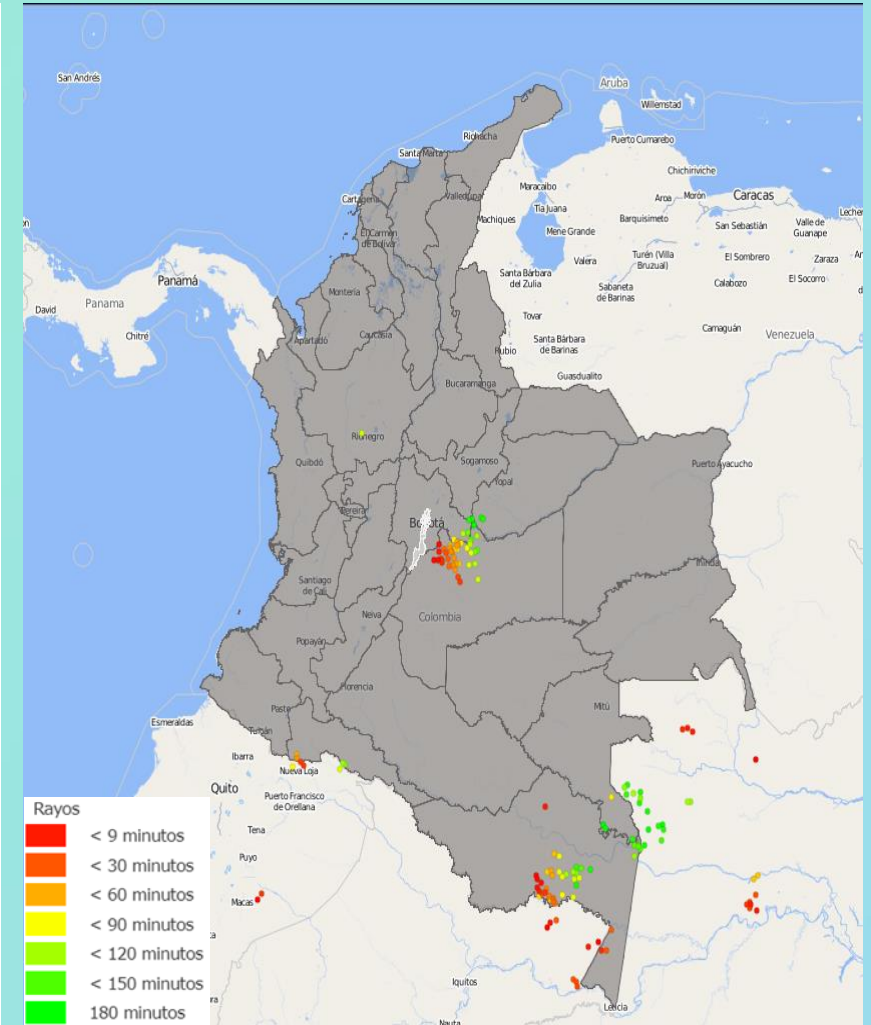 San Andrés
Aruba
Willemstad
Riohacha
Puerto Cumarebo
Santa Marta
Chichiriviche
Maracaibo
Valledupar
Aroa
Morón
Caracas
Tia Juana
Machiques
Barquisimeto
San Sebastián
Valle de
Guanape
El Carmen
de Bolívar
Mene Grande
Valera
Turén (Villa
Bruzual)
El Sombrero
Zaraza
Santa Bárbara
del Zulia
Calabozo
El Socorro
Panamá
Sabaneta
de Barinas
Montería
David
Panama
Tovar
Camaguán
Venezuela
Chitré
Caucasia
Apartadó
Santa Bárbara
de Barinas
Rubio
Guasdualito
Bucaramanga
Rionegro
Quibdó
Sogamoso
Puerto Ayacucho
Yopal
Pereira
Bogotá
Inírida
Santiago
de Cali
Neiva
Colombia
Popayán
Florencia
Mitú
Pasto
Esmeraldas
Ibarra
Nueva Loja
Quito
Puerto Francisco
de Orellana
Tena
Puyo
Macas
Iquitos
Leticia
Nauta
Rayos
< 9 minutos
< 30 minutos
< 60 minutos
< 90 minutos
< 120 minutos
< 150 minutos
180 minutos